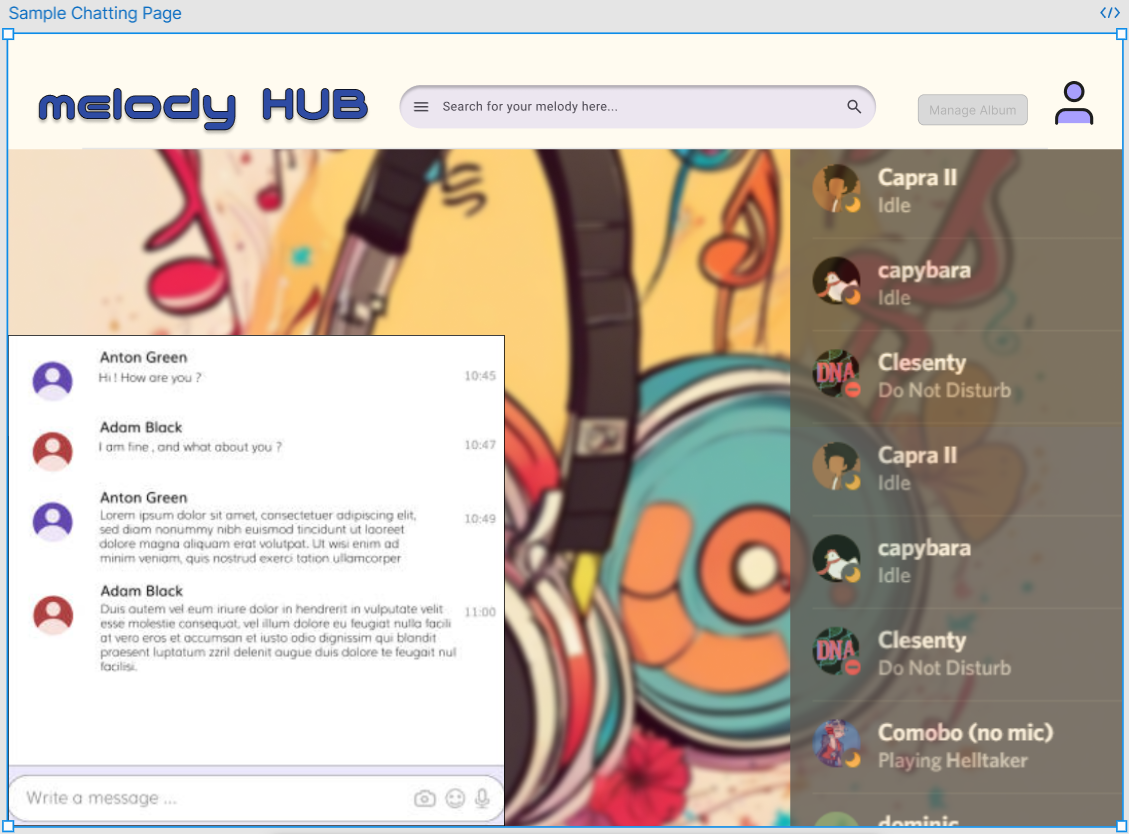 Sample Chatting Page
</>
melody HUB
Search for your melody here...
Manage Album
Anton Green
Hi ! How are you ?
10:45
Adam Black
I am fine , and what about you ?
10:47
Anton Green
Lorem ipsum dolor sit amet, consectetuer adipiscing elit,
sed diam nonummy nibh euismod tincidunt ut laoreet
dolore magna aliquam erat volutpat. Ut wisi enim ad
minim veniam, quis nostrud exerci tation ullamcorper
10:49
Adam Black
Duis autem vel eum iriure dolor in hendrerit in vulputate velit
esse molestie consequat, vel illum dolore eu feugiat nulla facili
at vero eros et accumsan et iusto odio dignissim qui blandit
praesent luptatum zzril delenit augue duis dolore te feugait nul
facilisi.
11:00
Write a message ...
Capra II
Idle
capybara
Idle
DNA
Clesenty
Do Not Disturb
Capra II
Idle
capybara
Idle
DNA
Clesenty
Do Not Disturb
Comobo (no mic)
Playing Helltaker
dominic